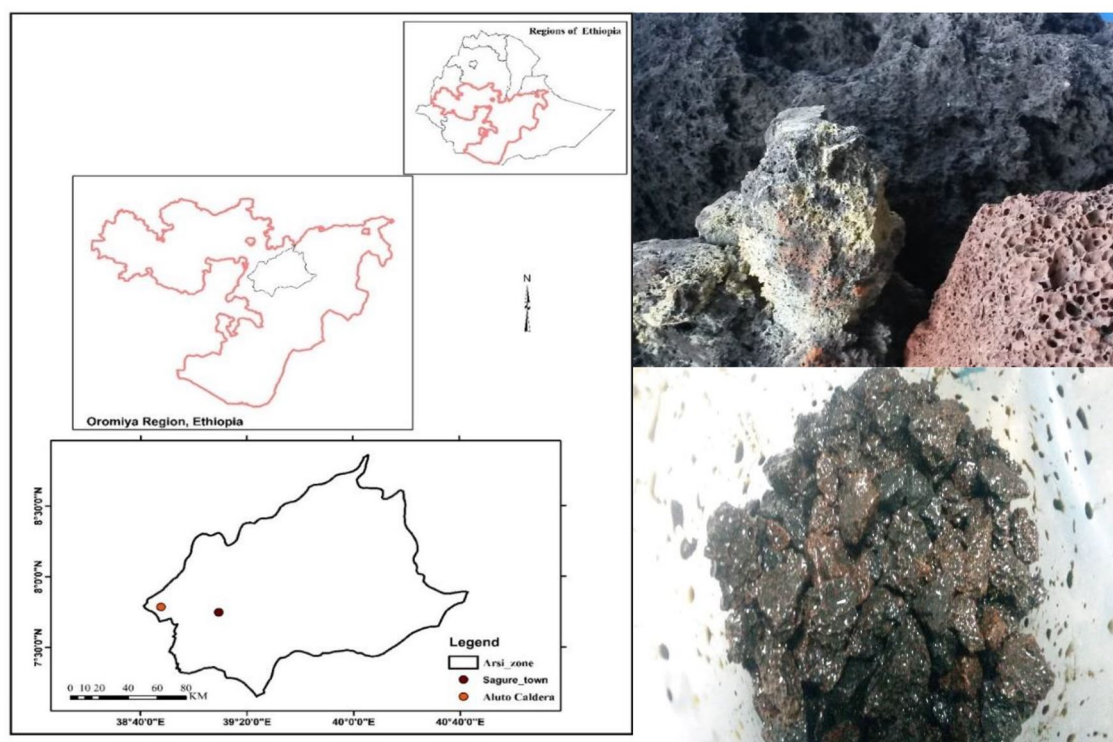 Regions of Ethiopia
N
Oromiya Region, Ethiopia
8°30'0"N
8°0'0"N
7°30'0"N
Legend
Arsi_zone
Sagure_town
Aluto Caldera
0 10 20 40 60 80
KM
38°40'0"E 39°20'0"E 40°0'0"E 40°40'0"E